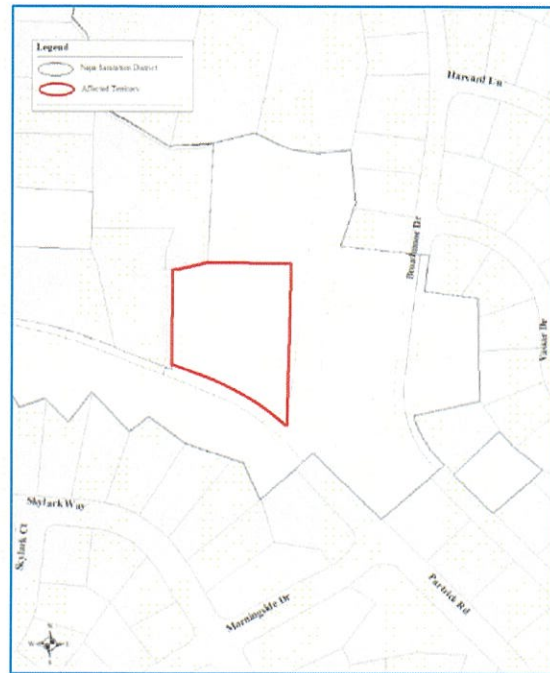 Legend
Napa Sanitation District
Affected Territory
Harvard Ln
Broadmoor Dr
Vassar Dr
Skylark Way
Skylark Ct
Morningside Dr
Partrick Rd